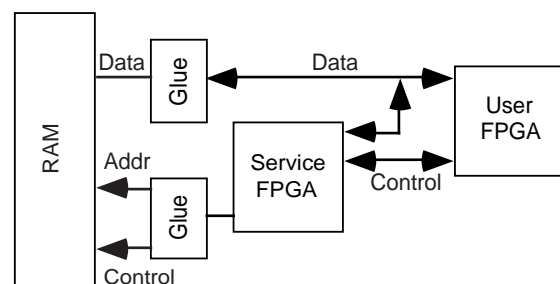 RAM
Data
Glue
Data
User
FPGA
Addr
Service
FPGA
Control
Glue
Control